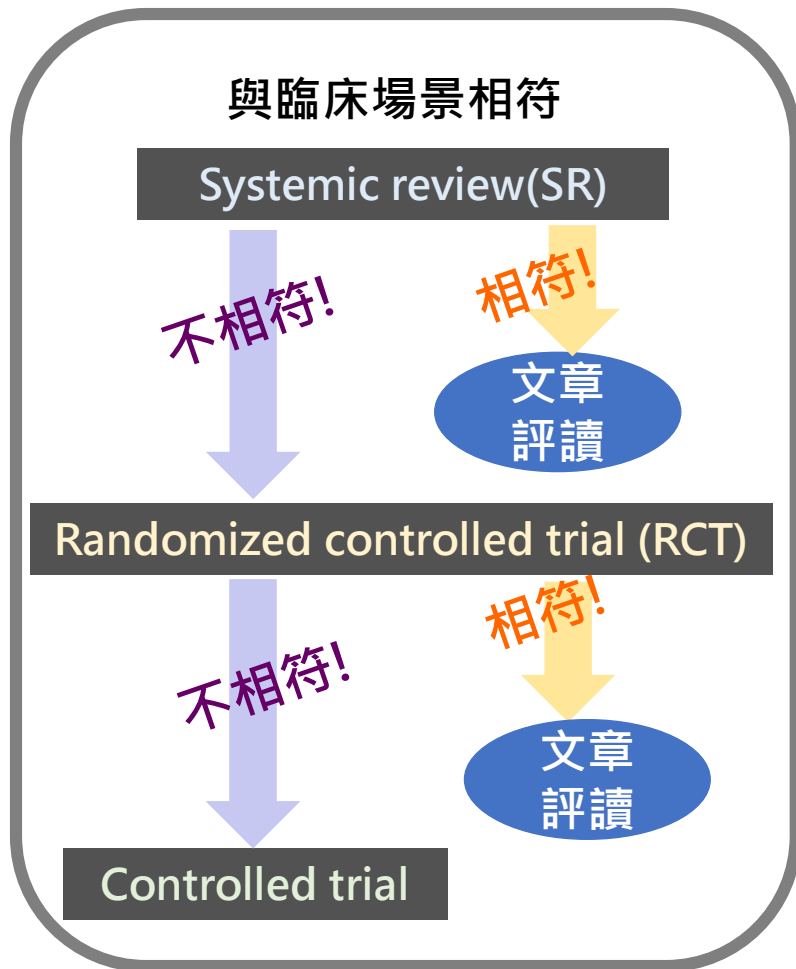 與臨床場景相符
Systemic review(SR)
不相符!
相符!
文章
評讀
Randomized controlled trial (RCT)
不相符!
相符!
文章
評讀
Controlled trial